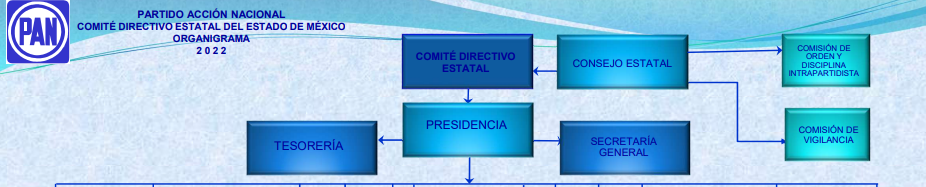 PAN
PARTIDO ACCIÓN NACIONAL
COMITÉ DIRECTIVO ESTATAL DEL ESTADO DE MÉXICO
ORGANIGRAMA
2 0 2 2
COMITÉ DIRECTIVO
ESTATAL
CONSEJO ESTATAL
COMISIÓN DE
ORDEN Y
DISCIPLINA
INTRAPARTIDISTA
PRESIDENCIA
TESORERÍA
SECRETARÍA
GENERAL
COMISIÓN DE
VIGILANCIA